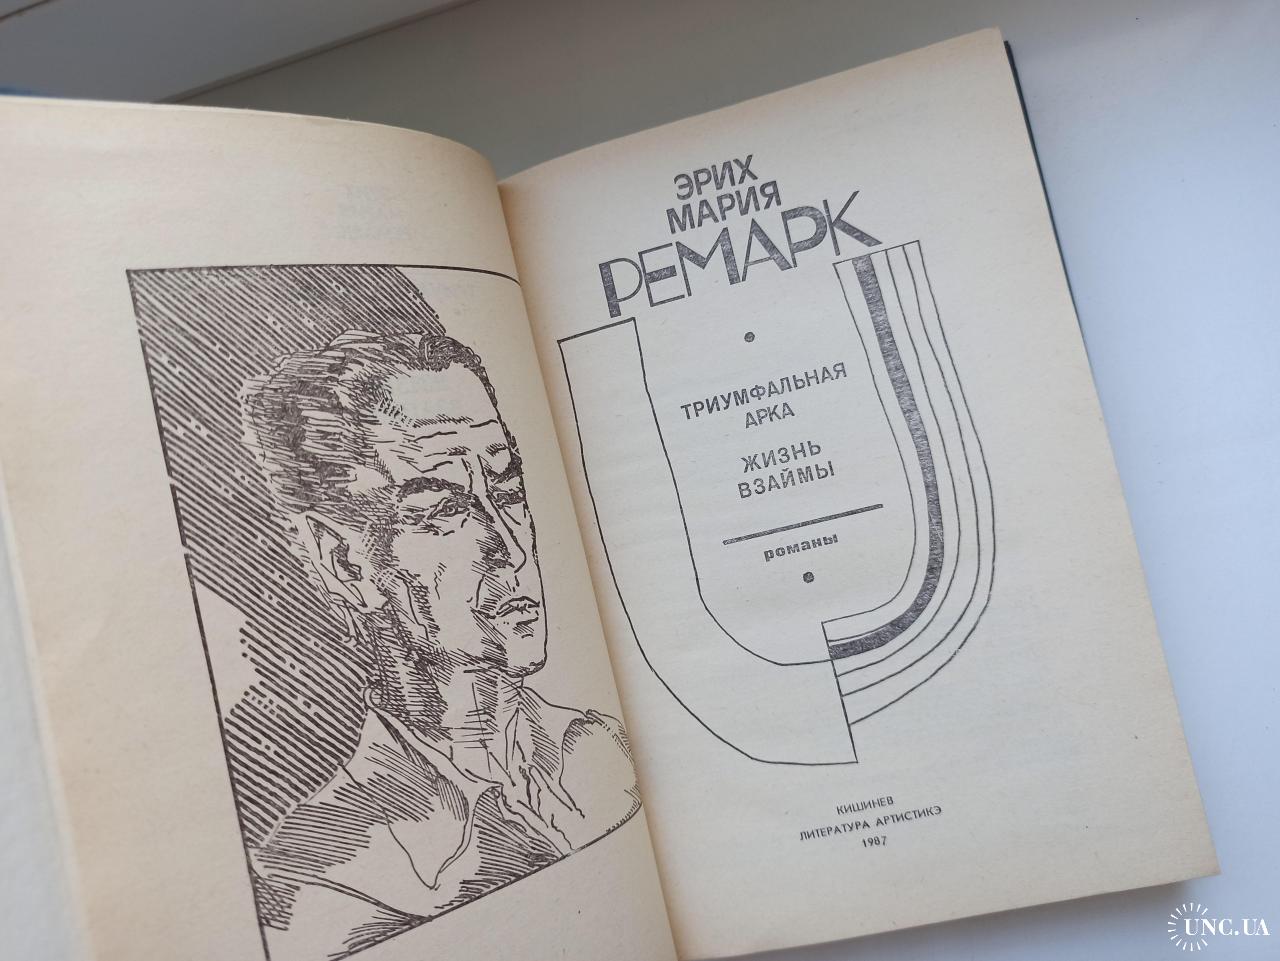 ЭРИХ
МАРИЯ
РЕМАРК
ТРИУМФАЛЬНАЯ
АРКА
ЖИЗНЬ
ВЗАЙМЫ
романы
КИШИНЕВ
ЛИТЕРАТУРА АРТИСТИКЭ
1987
UNC.UA